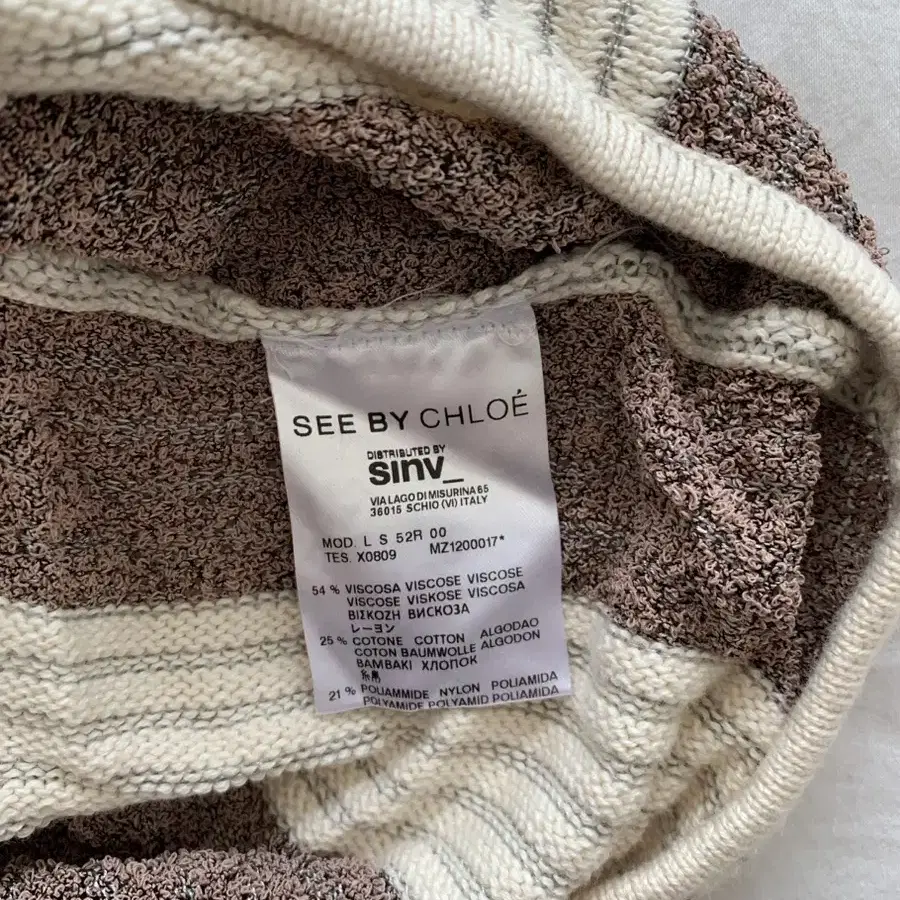 SEE BY CHLOÉ
DISTRIBUTED BY
sinv_
VIA LAGO DI MISURINA 65
36015 SCHIO (VI) ITALY
MOD. L S 52R 00
TES. X0809 MZ1200017*
54 % VISCOSA VISCOSE VISCOSE
VISCOSE VISKOSE VISCOSA
ΒΙΣΚΟΖΗ ВИСКОЗА
レーヨン
25 % COTONE COTTON ALGODAO
COTON BAUMWOLLE ALGODON
ΒΑΜΒΑΚΙ ХЛОПОК
21 % POLIAMMIDE NYLON POLIAMIDA
POLYAMIDE POLYAMID POLIAMIDA